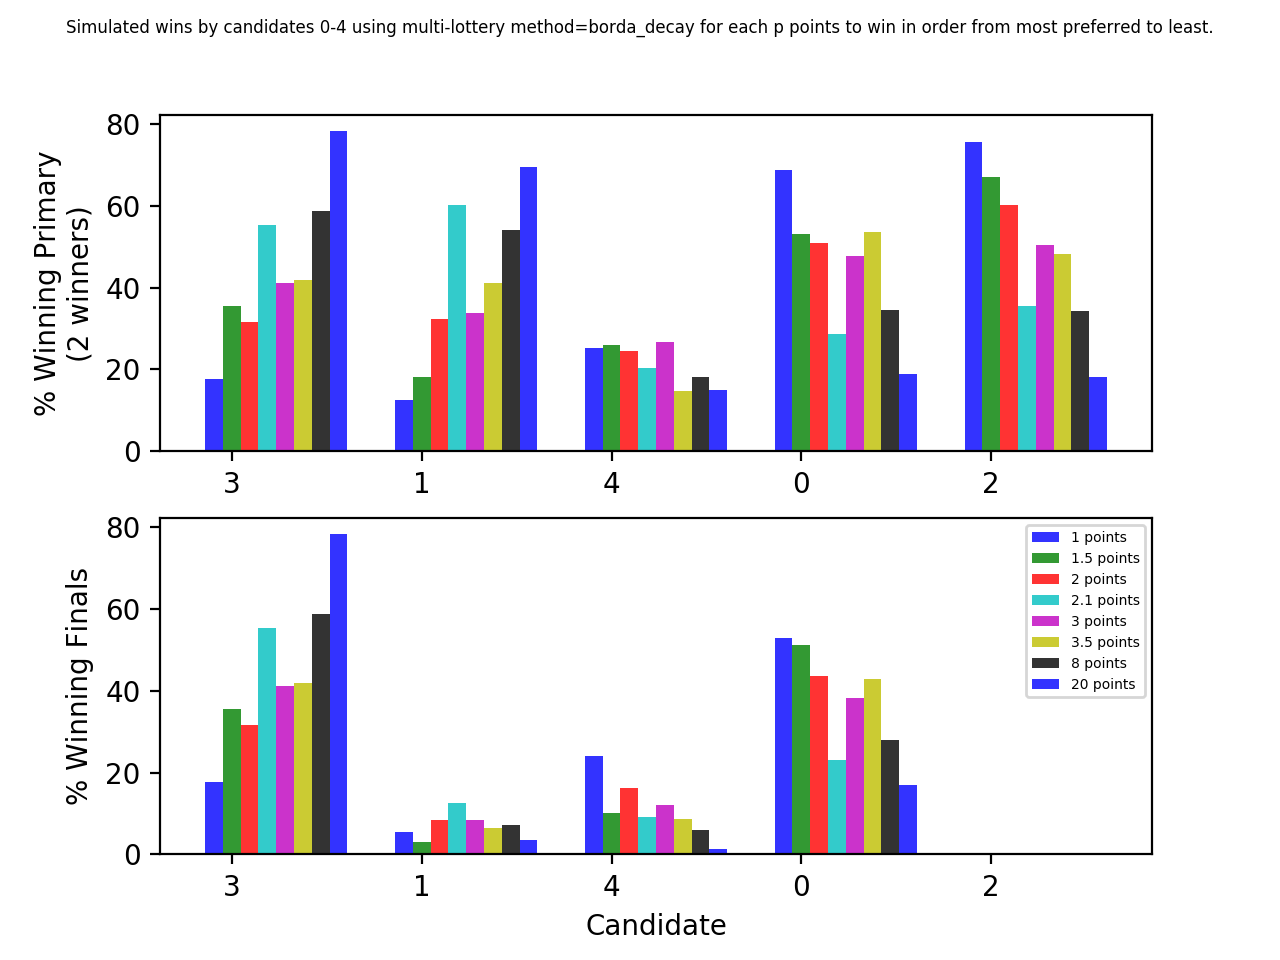 Simulated wins by candidates 0-4 using multi-lottery method=borda_decay for each p points to win in order from most preferred to least.
% Winning Primary
(2 winners)
80
60
40
20
0
3 1 4 0 2
% Winning Finals
80
60
40
20
0
1 points
1.5 points
2 points
2.1 points
3 points
3.5 points
8 points
20 points
3 1 4 0 2
Candidate